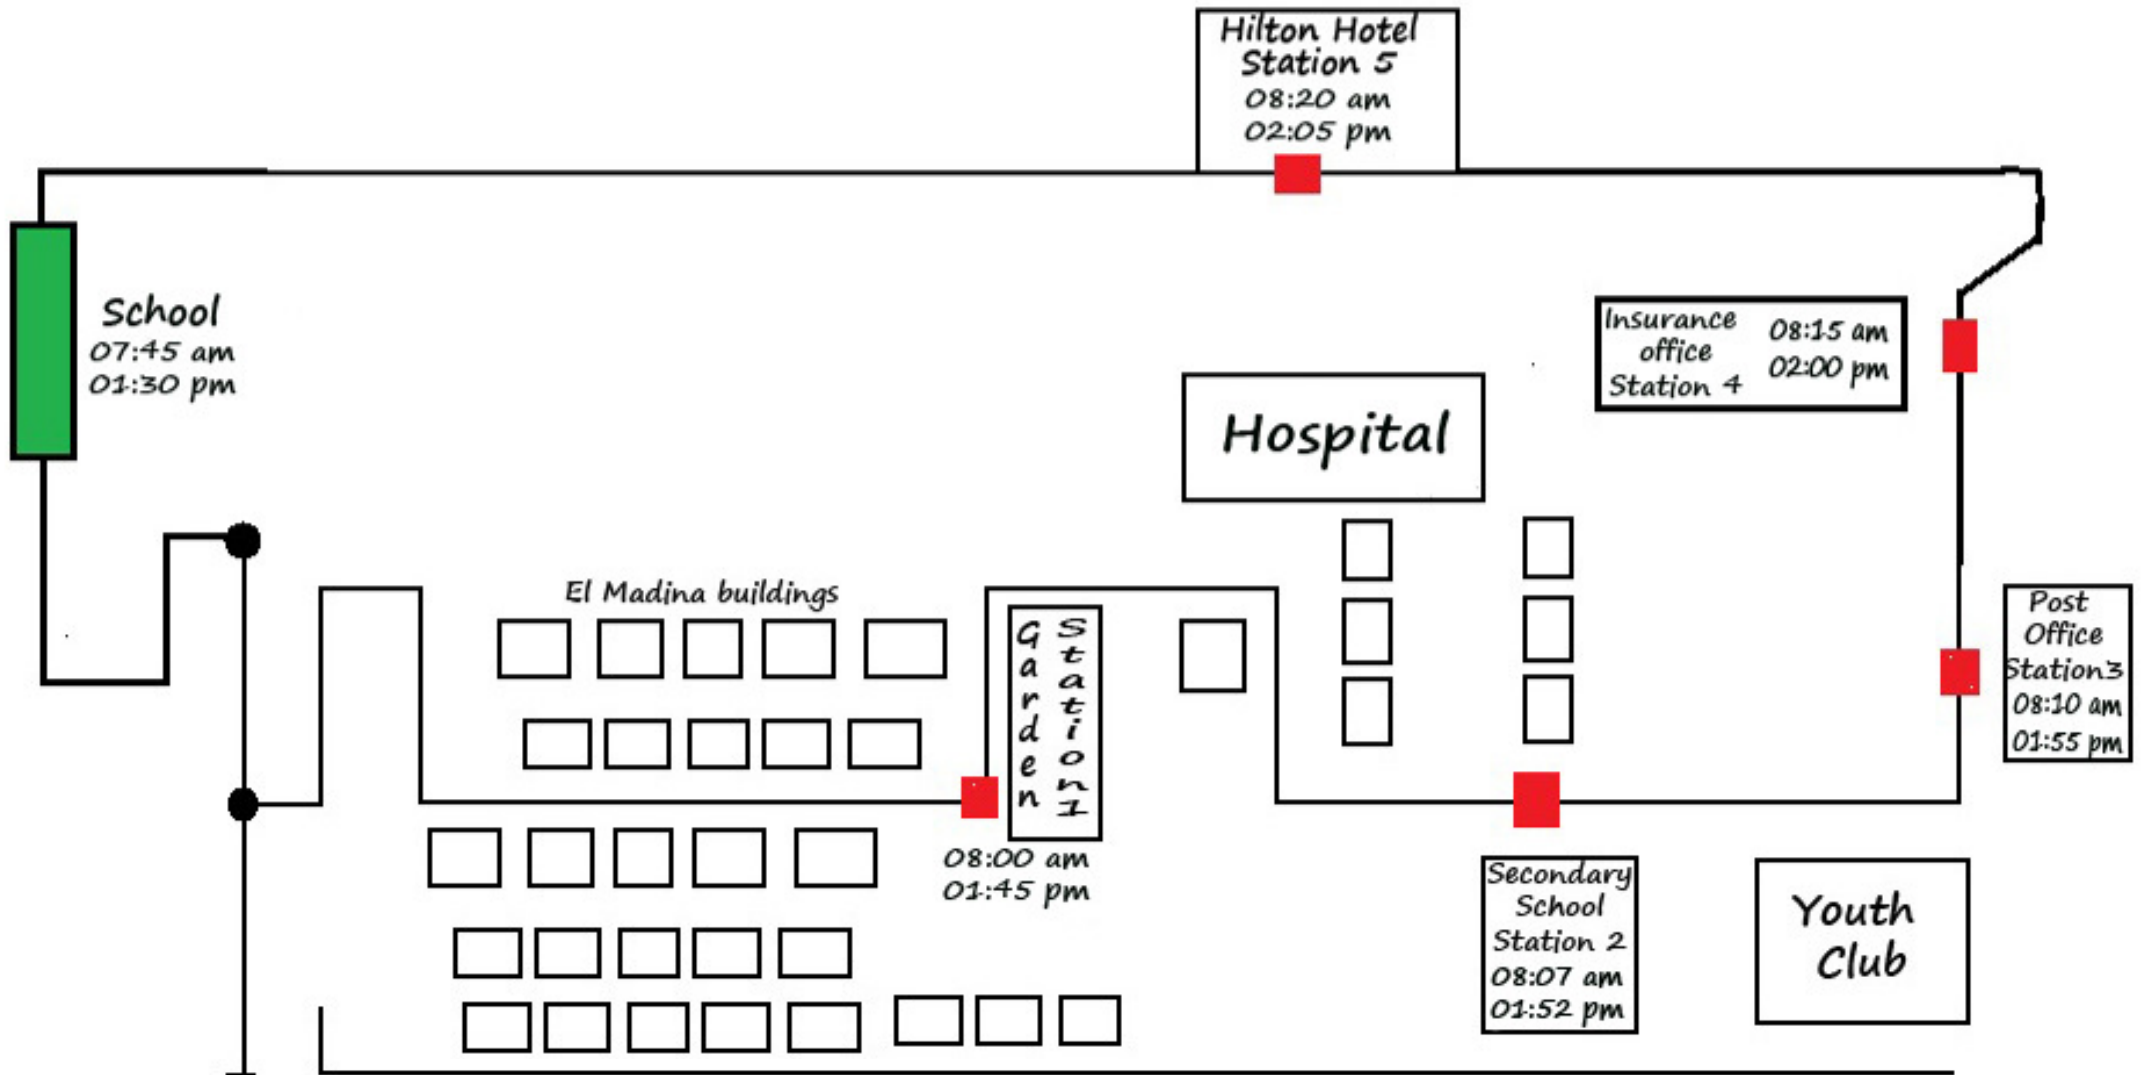 Hilton Hotel
Station 5
08:20 am
02:05 pm
School
07:45 am
01:30 pm
Insurance
office
Station 4
08:15 am
02:00 pm
Hospital
El Madina buildings
Garden
Station1
08:00 am
01:45 pm
Post
Office
Station3
08:10 am
01:55 pm
Secondary
School
Station 2
08:07 am
01:52 pm
Youth
Club